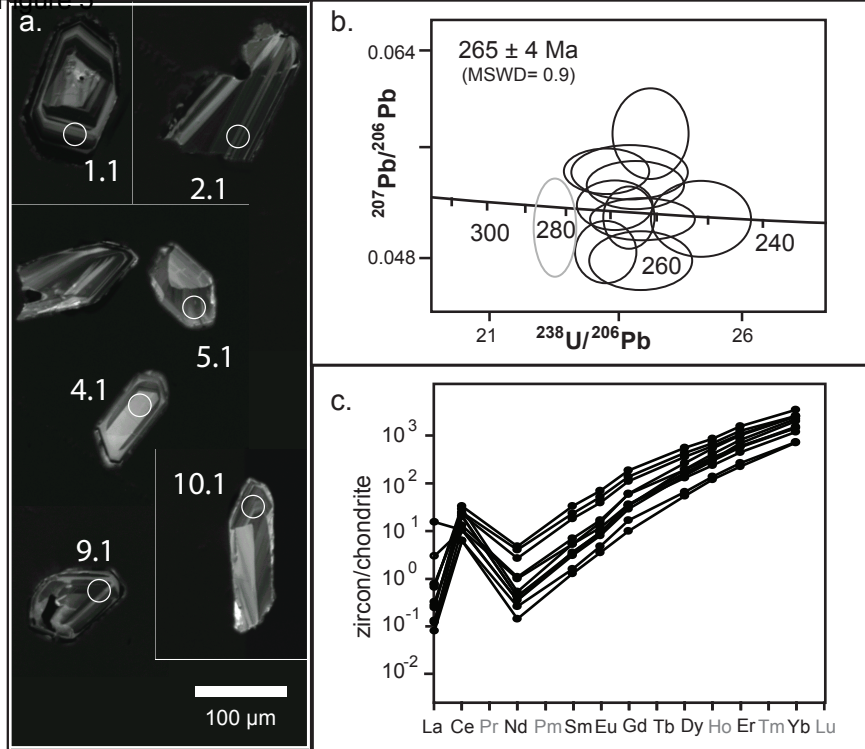 Figure 3
a.
1.1
2.1
5.1
4.1
10.1
9.1
100 µm
b.
265 ± 4 Ma
(MSWD= 0.9)
0.064
0.048
²⁰⁷Pb/²⁰⁶Pb
300
280
260
240
21
²³⁸U/²⁰⁶Pb
26
c.
zircon/chondrite
10³
10²
10¹
10⁰
10⁻¹
10⁻²
La Ce Pr Nd Pm Sm Eu Gd Tb Dy Ho Er Tm Yb Lu